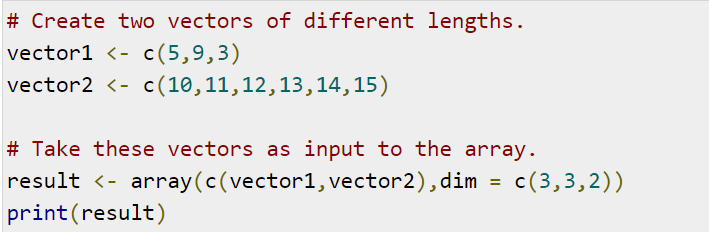 # Create two vectors of different lengths.
vector1 <- c(5,9,3)
vector2 <- c(10,11,12,13,14,15)
# Take these vectors as input to the array.
result <- array(c(vector1,vector2),dim = c(3,3,2))
print(result)